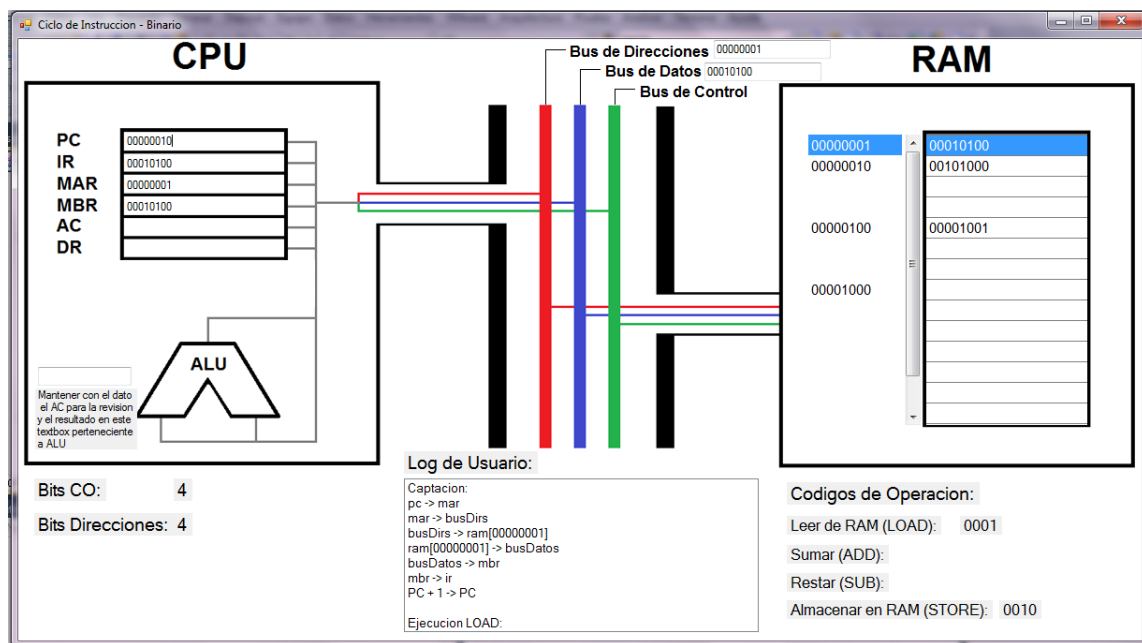 Ciclo de Instruccion - Binario
CPU
Bus de Direcciones 00000001
Bus de Datos 00010100
Bus de Control
RAM
PC 00000010
IR 00010100
MAR 00000001
MBR 00010100
AC
DR
00000001 00010100
00000010 00101000
00000100 00001001
00001000
ALU
Mantener con el dato
el AC para la revision
y el resultado en este
textbox perteneciente
a ALU
Bits CO: 4
Bits Direcciones: 4
Log de Usuario:
Captacion:
pc -> mar
mar -> busDirs
busDirs -> ram[00000001]
ram[00000001] -> busDatos
busDatos -> mbr
mbr -> ir
PC + 1 -> PC
Ejecucion LOAD:
Codigos de Operacion:
Leer de RAM (LOAD): 0001
Sumar (ADD):
Restar (SUB):
Almacenar en RAM (STORE): 0010